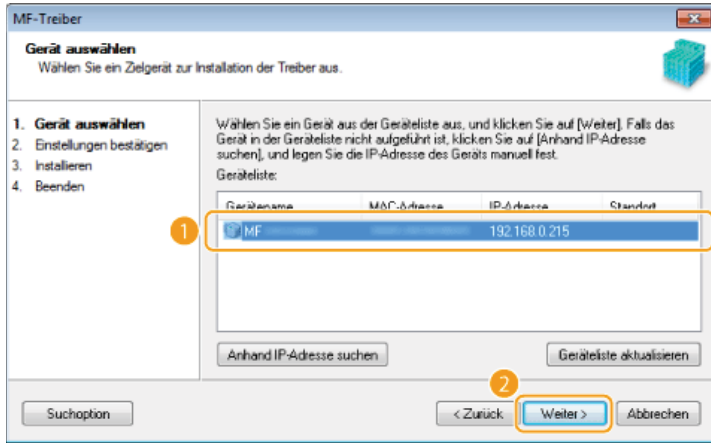 MF-Treiber
Gerät auswählen
Wählen Sie ein Zielgerät zur Installation der Treiber aus.
1. Gerät auswählen
2. Einstellungen bestätigen
3. Installieren
4. Beenden
Wählen Sie ein Gerät aus der Geräteliste aus, und klicken Sie auf [Weiter]. Falls das
Gerät in der Geräteliste nicht aufgeführt ist, klicken Sie auf [Anhand IP-Adresse
suchen], und legen Sie die IP-Adresse des Geräts manuell fest.
Geräteliste:
Gerätename MAC-Adresse IP-Adresse Standort
1
MF 192.168.0.215
Anhand IP-Adresse suchen Geräteliste aktualisieren
2
Suchoption < Zurück Weiter > Abbrechen